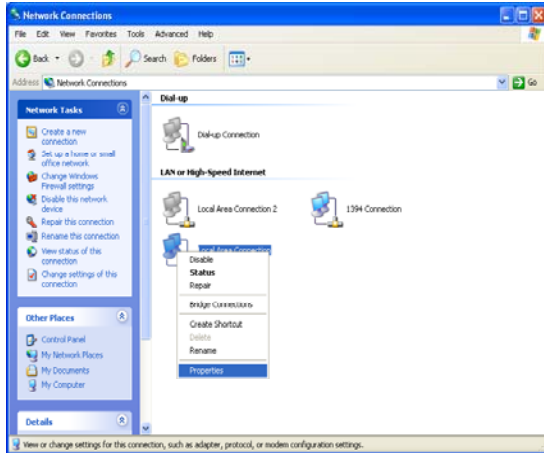 Network Connections
File Edit View Favorites Tools Advanced Help
Back Search Folders
Address Network Connections Go
Network Tasks
Create a new
connection
Set up a home or small
office network
Change Windows
Firewall settings
Disable this network
device
Repair this connection
Rename this connection
View status of this
connection
Change settings of this
connection
Other Places
Control Panel
My Network Places
My Documents
My Computer
Details
Dial-up
Dial-up Connection
LAN or High-Speed Internet
Local Area Connection 2
1394 Connection
Local Area Connection
Disable
Status
Repair
Bridge Connections
Create Shortcut
Delete
Rename
Properties
View or change settings for this connection, such as adapter, protocol, or modem configuration settings.